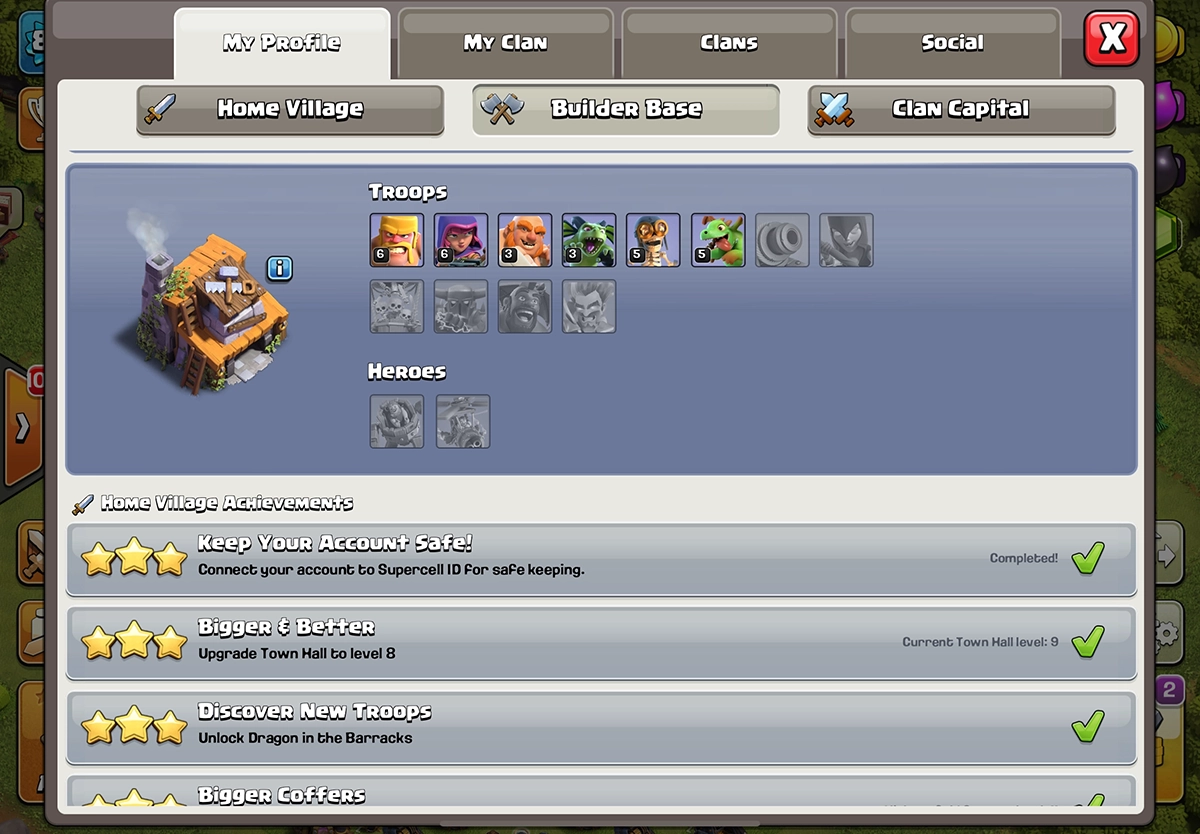 My Profile
My Clan
Clans
Social
X
Home Village
Builder Base
Clan Capital
Troops
6
6
3
3
5
5
Heroes
Home Village Achievements
Keep Your Account Safe!
Connect your account to Supercell ID for safe keeping.
Completed!
Bigger & Better
Upgrade Town Hall to level 8
Current Town Hall level: 9
Discover New Troops
Unlock Dragon in the Barracks
2
Bigger Coffers